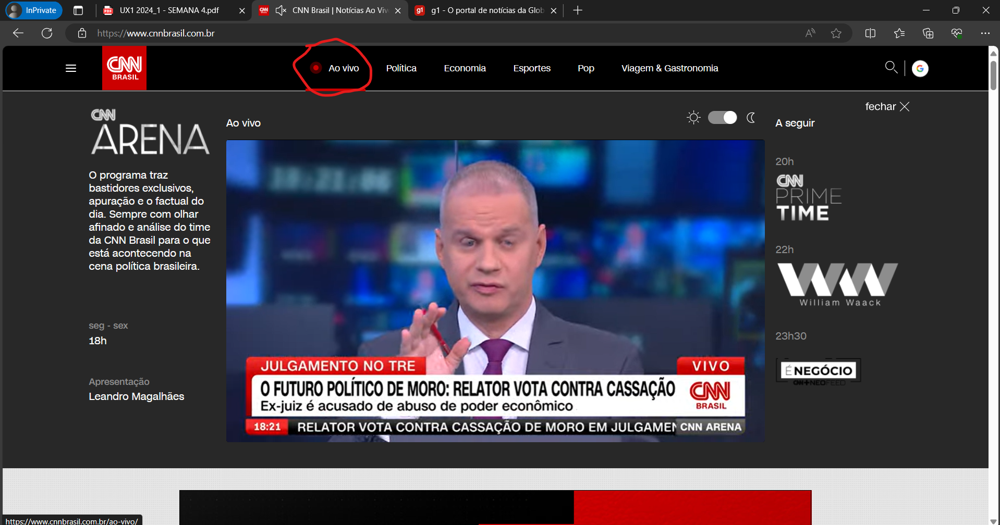 InPrivate
UX1 2024_1 - SEMANA 4.pdf
CNN Brasil | Notícias Ao Viv
g1
g1 - O portal de notícias da Glob
https://www.cnnbrasil.com.br
CNN
BRASIL
Ao vivo
Política
Economia
Esportes
Pop
Viagem & Gastronomia
fechar
CNN
ARENA
O programa traz
bastidores exclusivos,
apuração e o factual do
dia. Sempre com olhar
afinado e análise do time
da CNN Brasil para o que
está acontecendo na
cena política brasileira.
seg - sex
18h
Apresentação
Leandro Magalhães
Ao vivo
18:21:06
JULGAMENTO NO TRE
VIVO
O FUTURO POLÍTICO DE MORO: RELATOR VOTA CONTRA CASSAÇÃO
Ex-juiz é acusado de abuso de poder econômico
CNN
BRASIL
18:21
RELATOR VOTA CONTRA CASSAÇÃO DE MORO EM JULGAMEN
CNN ARENA
A seguir
20h
CNN
PRIME
TIME
22h
WW
William Waack
23h30
É NEGÓCIO
CNN+NEOFEED
https://www.cnnbrasil.com.br/ao-vivo/